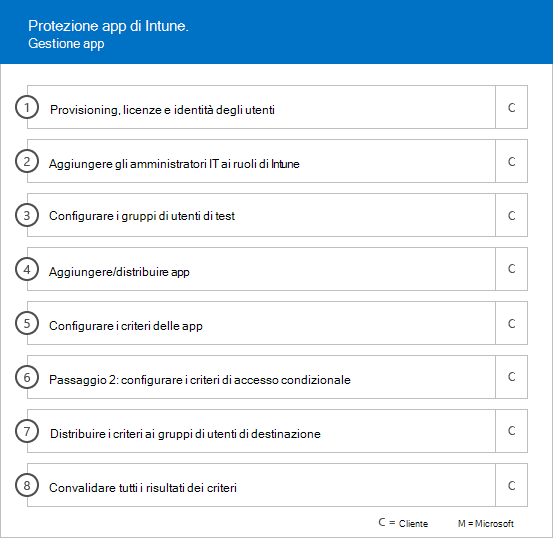 Protezione app di Intune.
Gestione app
1 Provisioning, licenze e identità degli utenti C
2 Aggiungere gli amministratori IT ai ruoli di Intune C
3 Configurare i gruppi di utenti di test C
4 Aggiungere/distribuire app C
5 Configurare i criteri delle app C
6 Passaggio 2: configurare i criteri di accesso condizionale C
7 Distribuire i criteri ai gruppi di utenti di destinazione C
8 Convalidare tutti i risultati dei criteri C
C = Cliente M = Microsoft